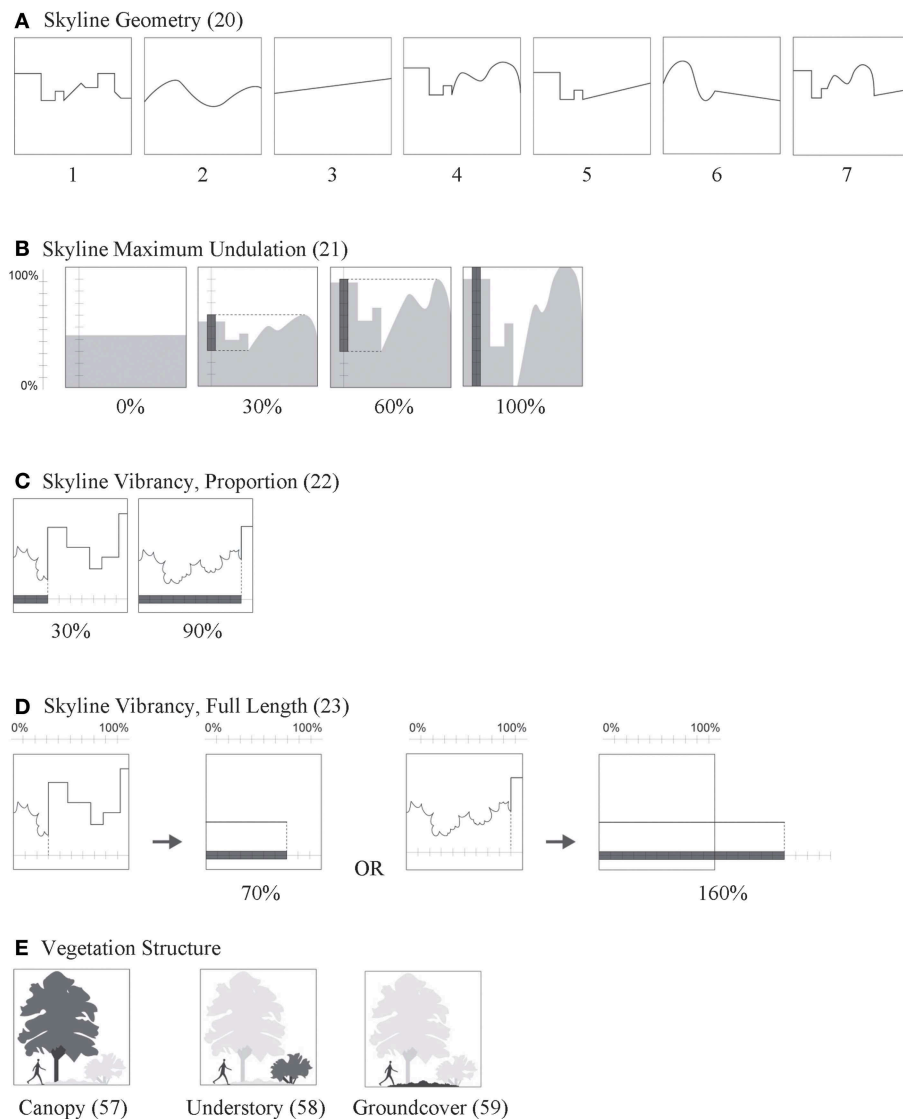 A Skyline Geometry (20)
1 2 3 4 5 6 7
B Skyline Maximum Undulation (21)
100%
0%
0% 30% 60% 100%
C Skyline Vibrancy, Proportion (22)
30% 90%
D Skyline Vibrancy, Full Length (23)
0% 100% 0% 100% 0% 100% 0% 100%
OR
70% 160%
E Vegetation Structure
Canopy (57) Understory (58) Groundcover (59)